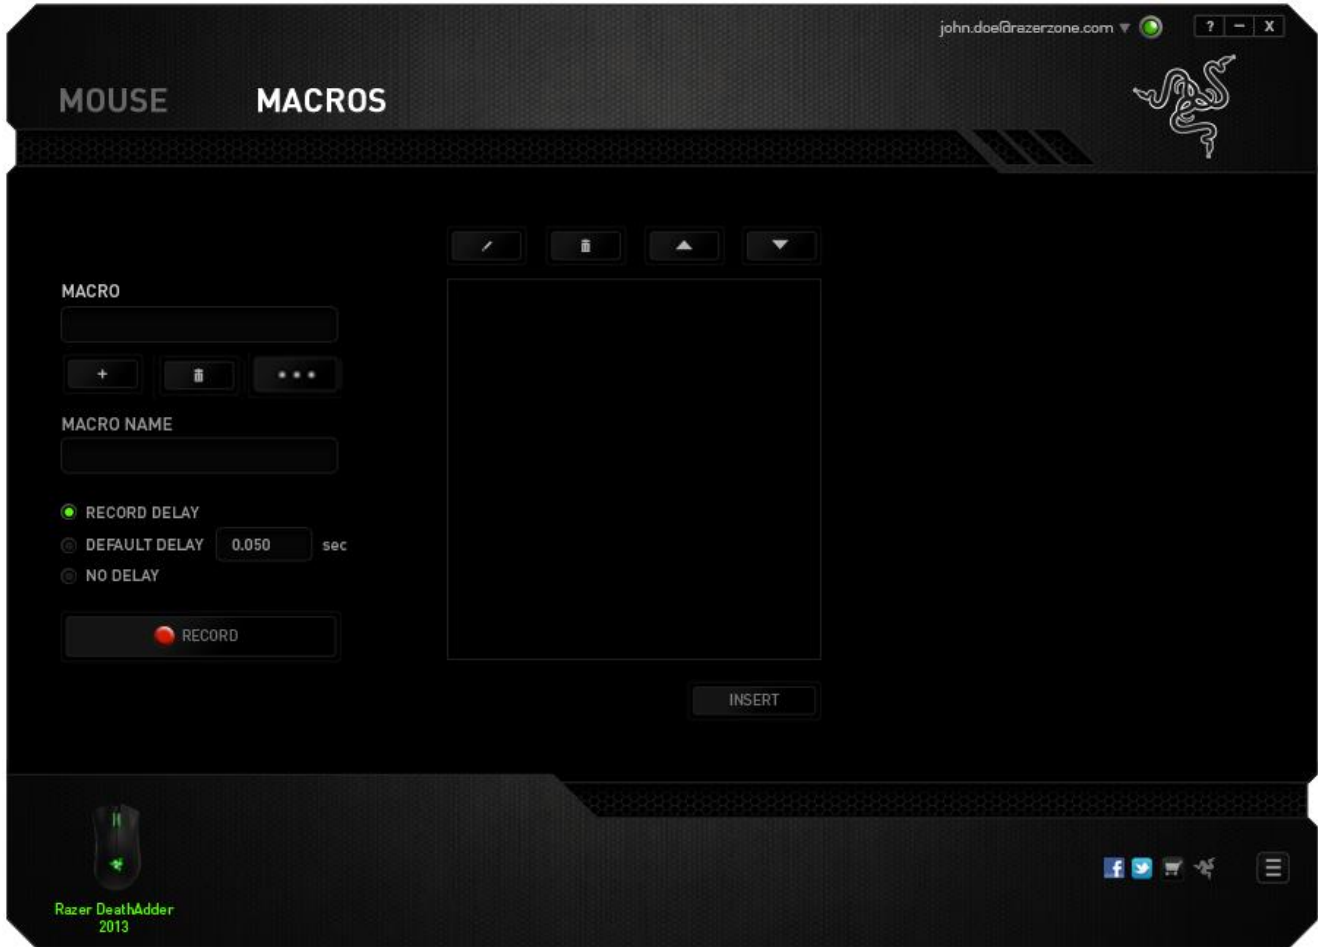 john.doe@razerzone.com
? – X
MOUSE MACROS
MACRO
+
MACRO NAME
RECORD DELAY
DEFAULT DELAY 0.050 sec
NO DELAY
RECORD
INSERT
Razer DeathAdder
2013